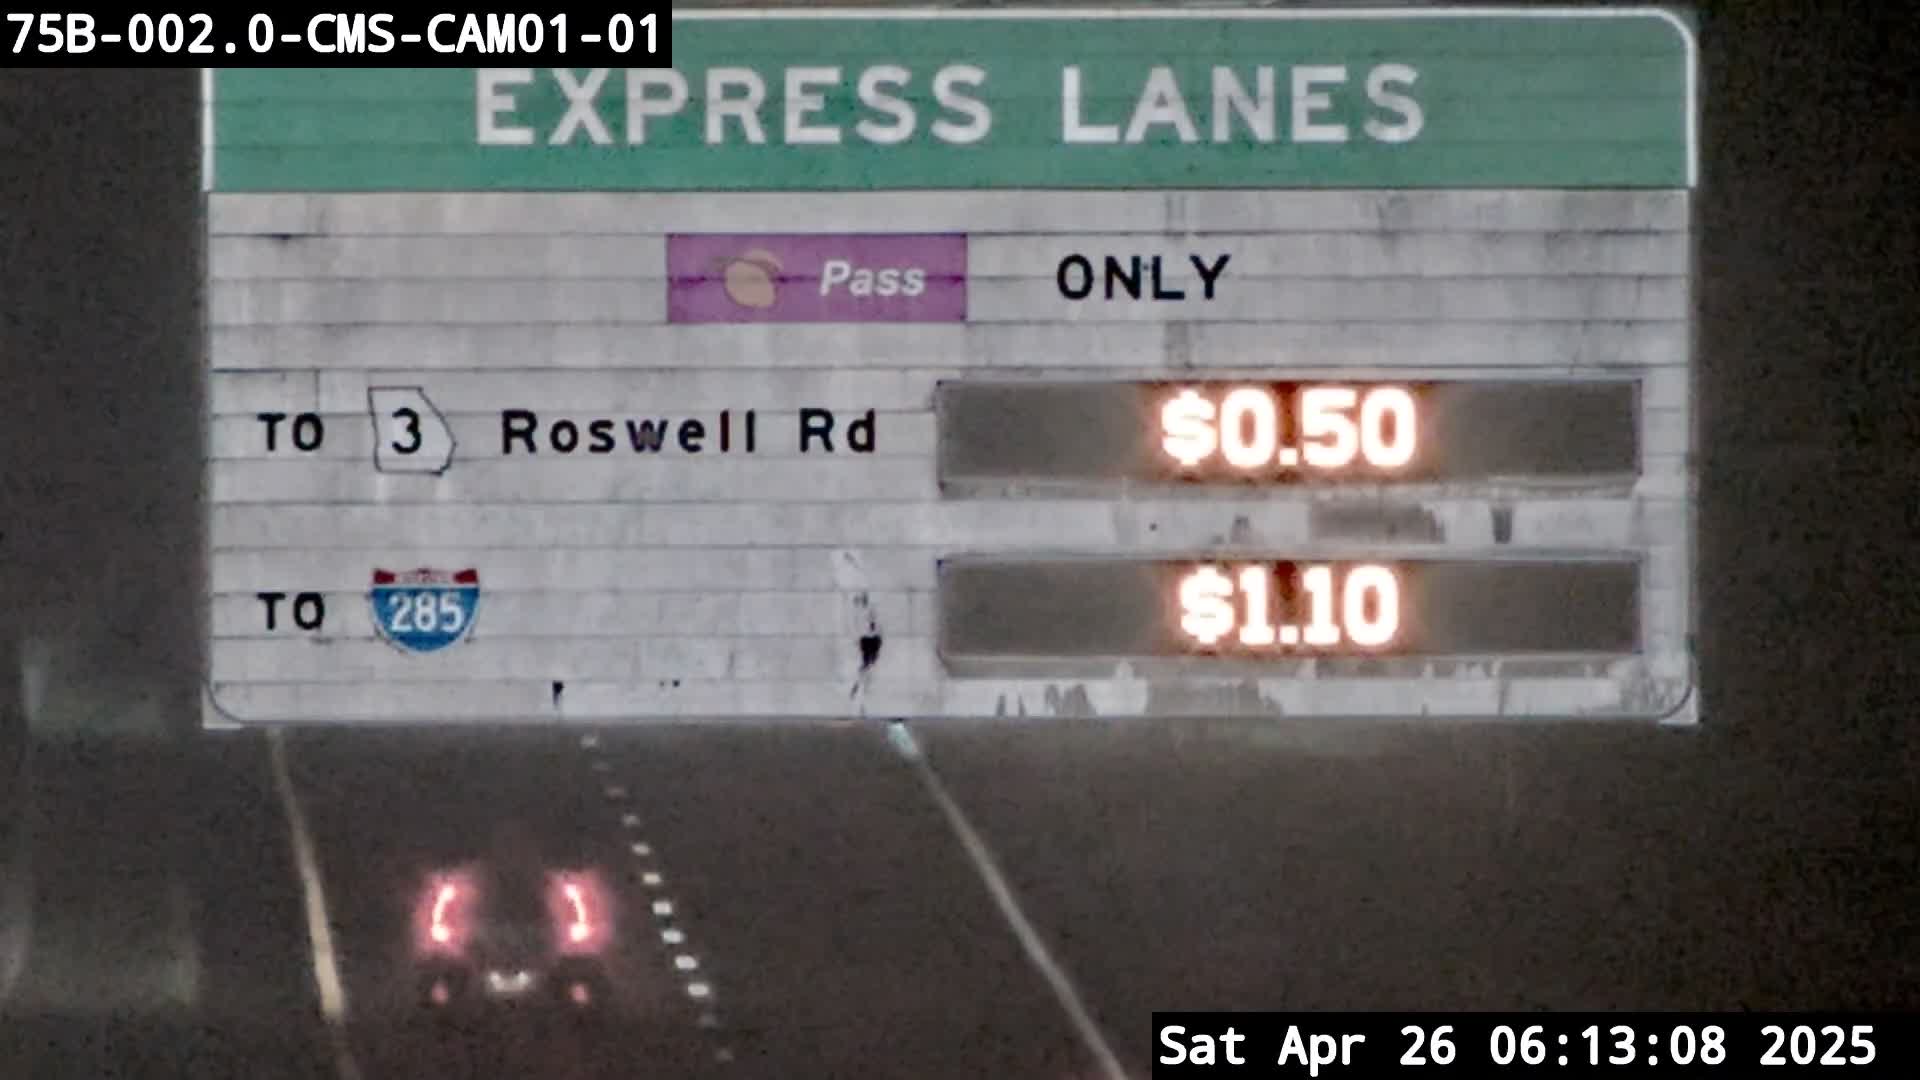 75B-002.0-CMS-CAM01-01
EXPRESS LANES
Pass ONLY
TO 3 Roswell Rd $0.50
TO 285 $1.10
Sat Apr 26 06:13:08 2025